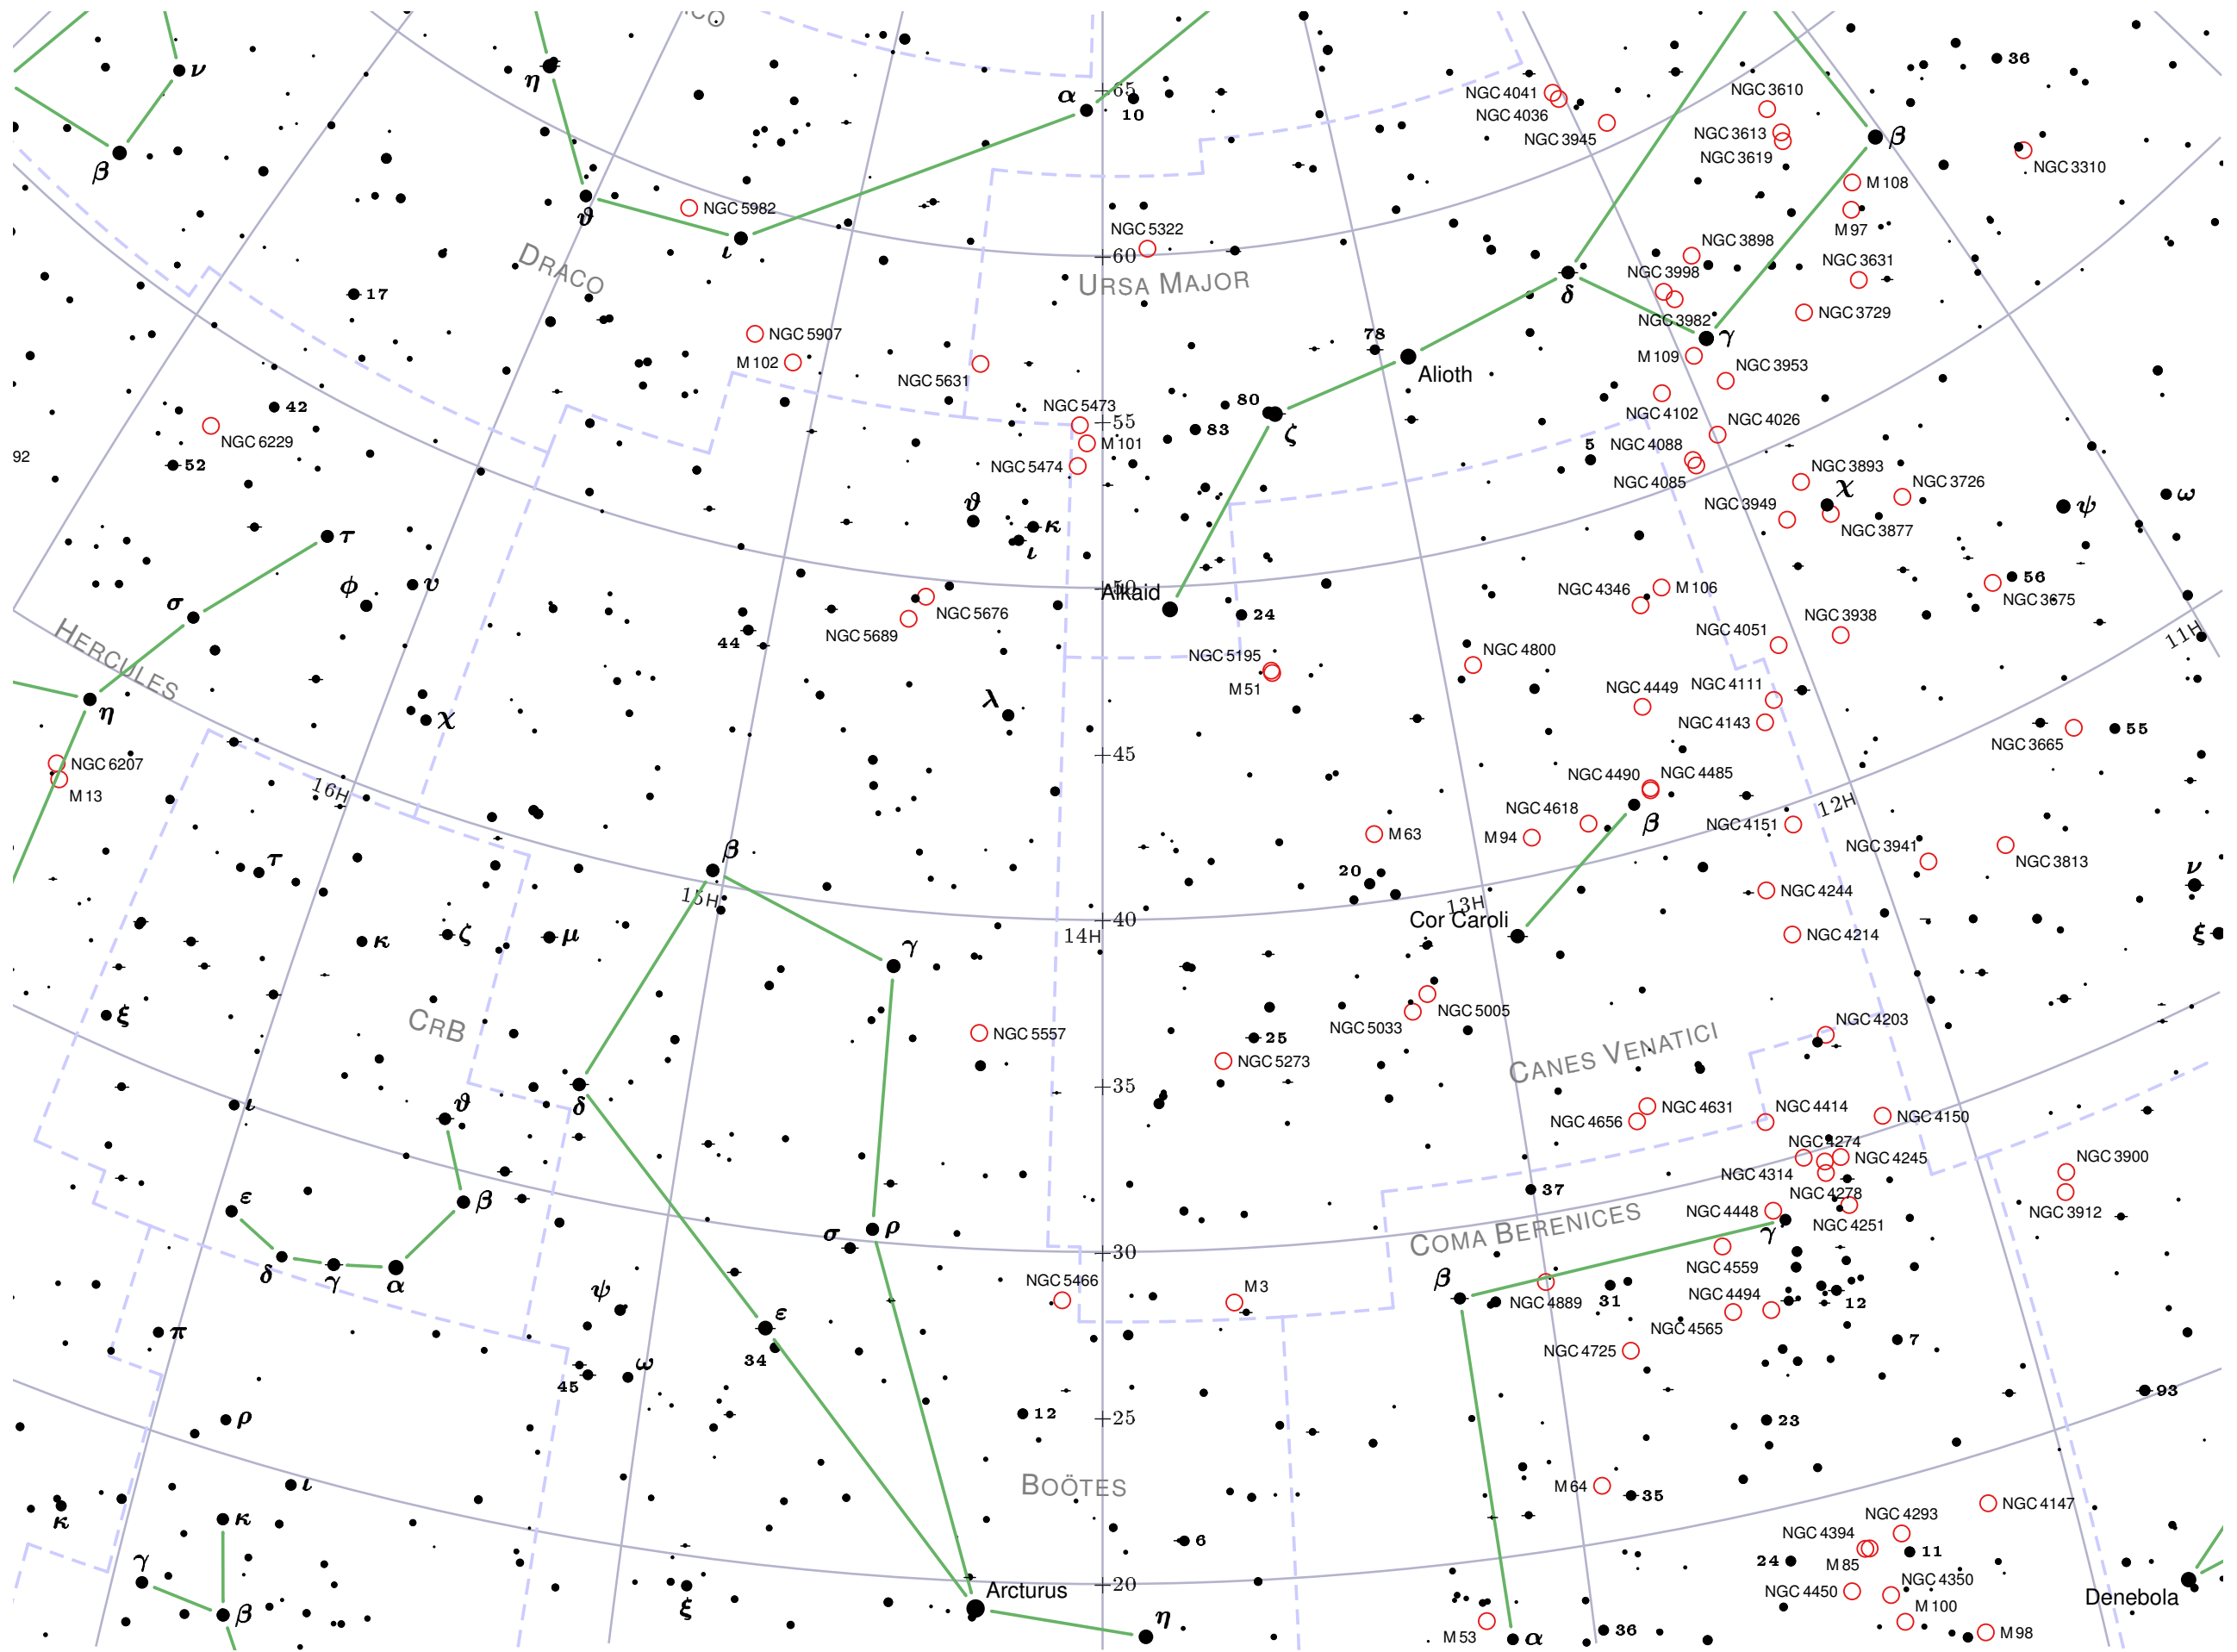 ICO
65
NGC 4041
NGC 3610
36
ν
η
α
10
NGC 4036
NGC 3945
NGC 3613
β
NGC 3619
NGC 3310
β
M 108
ϑ
NGC 5982
ι
NGC 5322
M 97
NGC 3898
60
DRACO
URSA MAJOR
NGC 3998
NGC 3631
17
δ
NGC 3729
NGC 3982
NGC 5907
78
γ
M 102
M 109
NGC 5631
Alioth
NGC 3953
42
NGC 5473
80
NGC 4102
55
NGC 4026
83
ζ
NGC 6229
M 101
5
NGC 4088
92
52
NGC 5474
NGC 4085
NGC 3893
NGC 3726
χ
ω
ψ
NGC 3949
NGC 3877
ϑ
κ
ι
τ
σ
ϕ
υ
50
Alkaid
NGC 4346
M 106
56
NGC 3675
NGC 5676
24
NGC 3938
NGC 5689
44
11H
HERCULES
NGC 4051
NGC 5195
NGC 4800
M 51
NGC 4449
NGC 4111
η
χ
λ
NGC 4143
55
NGC 3665
45
NGC 6207
M 13
16H
NGC 4490
NGC 4485
12H
NGC 4618
β
NGC 4151
M 63
M 94
NGC 3941
NGC 3813
β
τ
20
ν
NGC 4244
15H
13H
40
Cor Caroli
14H
ζ
κ
μ
γ
NGC 4214
ξ
ξ
CRB
NGC 5005
NGC 5033
NGC 4203
NGC 5557
25
CANES VENATICI
NGC 5273
35
δ
ι
ϑ
NGC 4631
NGC 4656
NGC 4414
NGC 4150
NGC 4274
NGC 4245
NGC 3900
NGC 4314
37
NGC 4278
NGC 4448
NGC 4251
NGC 3912
ε
β
σ
ρ
COMA BERENICES
γ
30
δ
γ
α
NGC 4559
NGC 5466
M 3
β
NGC 4889
31
NGC 4494
12
ψ
NGC 4565
ε
π
7
34
NGC 4725
ω
45
93
ρ
12
25
23
BOÖTES
ι
M 64
35
κ
κ
NGC 4147
NGC 4293
NGC 4394
6
γ
24
M 85
11
20
Arcturus
NGC 4450
NGC 4350
Denebola
β
ξ
η
M 100
M 53
α
36
M 98